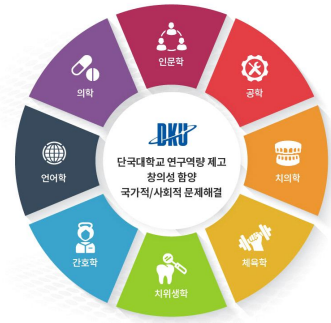 인문학
의학
공학
DKU
단국대학교 연구역량 제고
창의성 함양
국가적/사회적 문제해결
언어학
치의학
간호학
체육학
치위생학